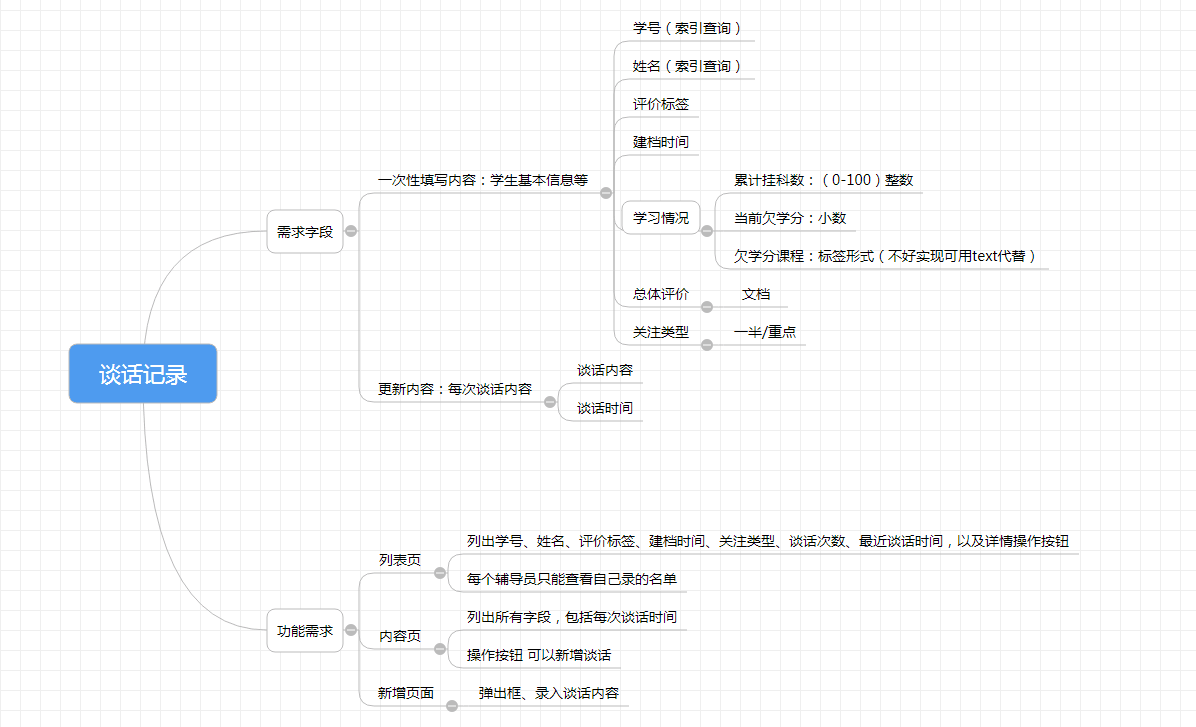 谈话记录
需求字段
一次性填写内容：学生基本信息等
学号（索引查询）
姓名（索引查询）
评价标签
建档时间
学习情况
累计挂科数：（0-100）整数
当前欠学分：小数
欠学分课程：标签形式（不好实现可用text代替）
总体评价
文档
关注类型
一半/重点
更新内容：每次谈话内容
谈话内容
谈话时间
功能需求
列表页
列出学号、姓名、评价标签、建档时间、关注类型、谈话次数、最近谈话时间，以及详情操作按钮
每个辅导员只能查看自己录的名单
内容页
列出所有字段，包括每次谈话时间
操作按钮 可以新增谈话
新增页面
弹出框、录入谈话内容